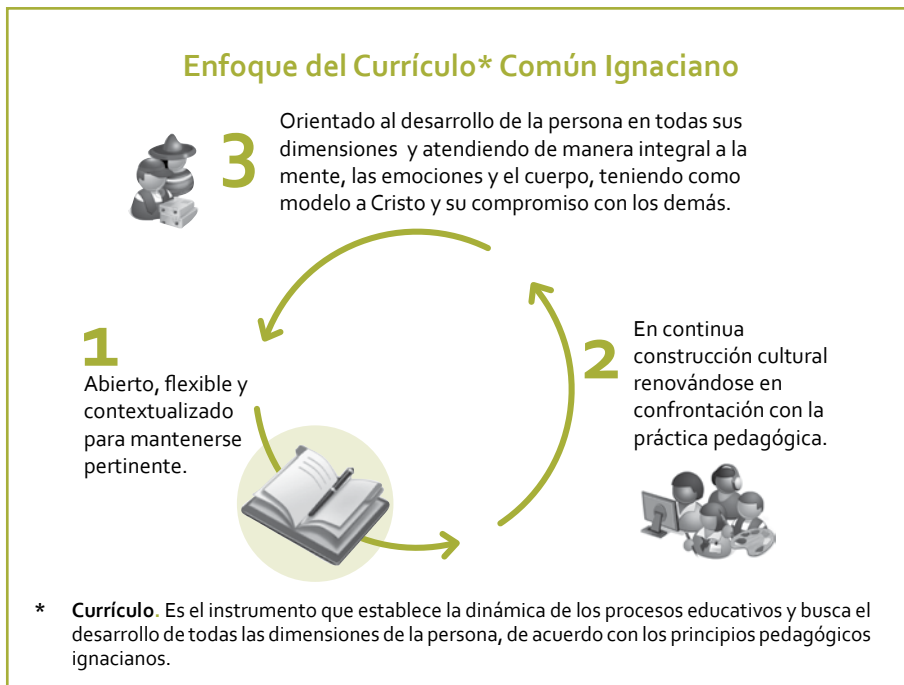 Enfoque del Currículo* Común Ignaciano
3
Orientado al desarrollo de la persona en todas sus
dimensiones y atendiendo de manera integral a la
mente, las emociones y el cuerpo, teniendo como
modelo a Cristo y su compromiso con los demás.
1
Abierto, flexible y
contextualizado
para mantenerse
pertinente.
2
En continua
construcción cultural
renovándose en
confrontación con la
práctica pedagógica.
* Currículo. Es el instrumento que establece la dinámica de los procesos educativos y busca el
desarrollo de todas las dimensiones de la persona, de acuerdo con los principios pedagógicos
ignacianos.